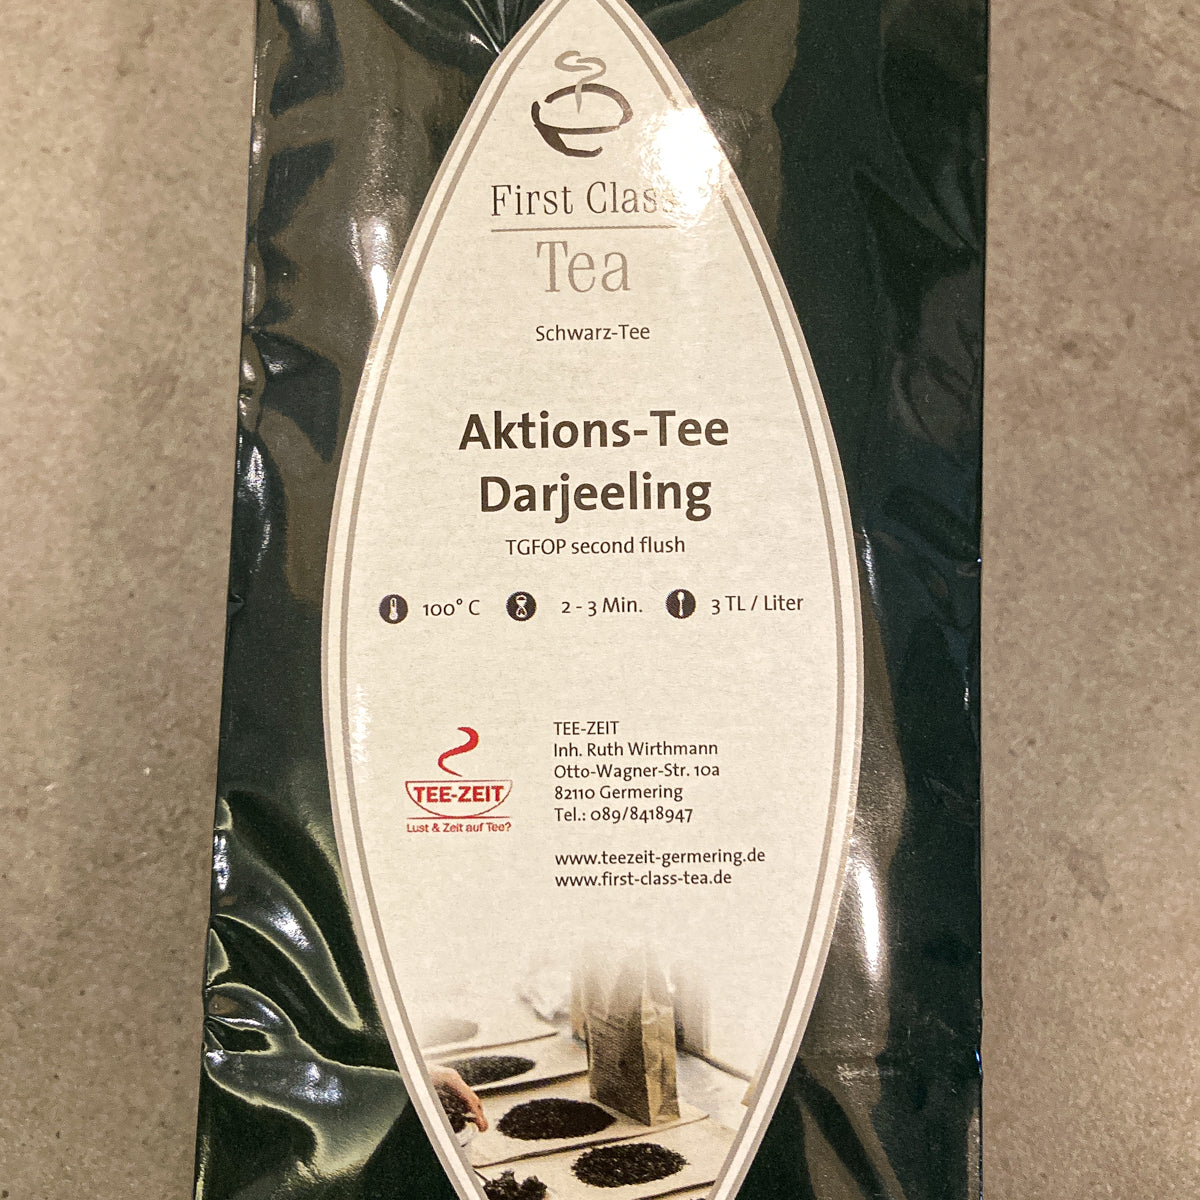 First Class
Tea
Schwarz-Tee
Aktions-Tee
Darjeeling
TGFOP second flush
100° C 2 - 3 Min. 3 TL / Liter
TEE-ZEIT
Lust & Zeit auf Tee?
TEE-ZEIT
Inh. Ruth Wirthmann
Otto-Wagner-Str. 10a
82110 Germering
Tel.: 089/8418947
www.teezeit-germering.de
www.first-class-tea.de